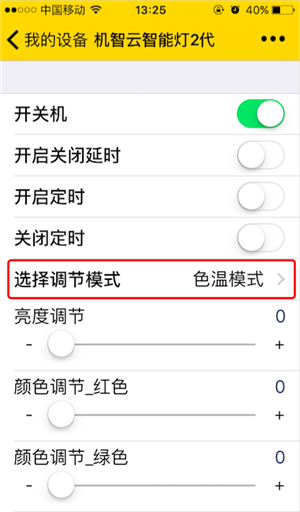 中国移动 13:25 40%
我的设备 机智云智能灯2代
开关机
开启关闭延时
开启定时
关闭定时
选择调节模式 色温模式
亮度调节 0
- +
颜色调节_红色 0
- +
颜色调节_绿色 0
- +